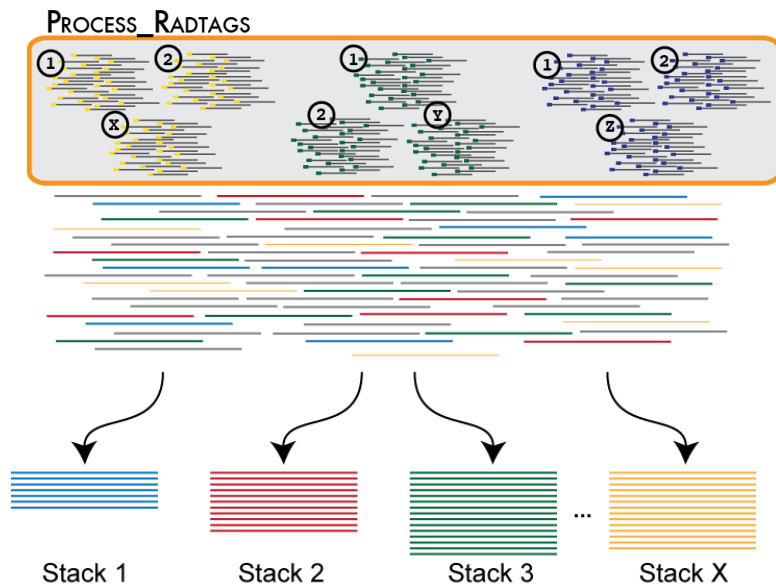 PROCESS_RADTAGS
1 2 1 1 2
X 2 Y Z
...
Stack 1 Stack 2 Stack 3 Stack X